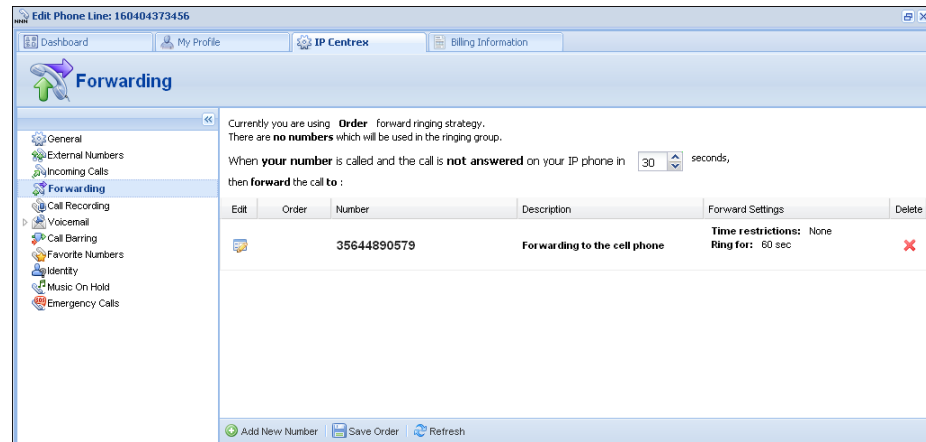 Edit Phone Line: 160404373456
Dashboard My Profile IP Centrex Billing Information
Forwarding
General
External Numbers
Incoming Calls
Forwarding
Call Recording
Voicemail
Call Barring
Favorite Numbers
Identity
Music On Hold
Emergency Calls
Currently you are using Order forward ringing strategy.
There are no numbers which will be used in the ringing group.
When your number is called and the call is not answered on your IP phone in 30 seconds,
then forward the call to :
Edit Order Number Description Forward Settings Delete
35644890579 Forwarding to the cell phone Time restrictions: None
Ring for: 60 sec
Add New Number Save Order Refresh